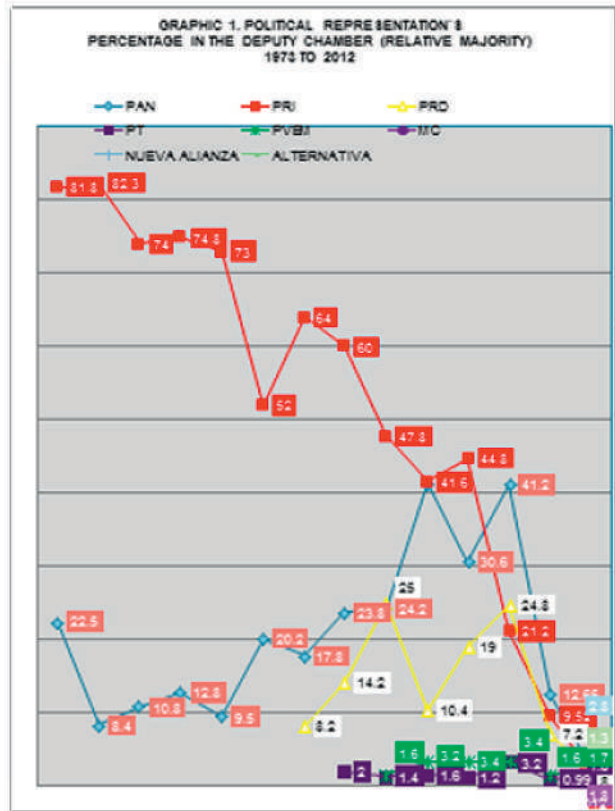 GRAPHIC 1. POLITICAL REPRESENTATION´S
PERCENTAGE IN THE DEPUTY CHAMBER (RELATIVE MAJORITY)
1973 TO 2012
PAN PRI PRD
PT PVEM MC
NUEVA ALIANZA ALTERNATIVA
81.8 82.3
74 74.8
73
64
60
52
47.8
44.8
41.6 41.2
30.6
25
22.5 23.8 24.2 24.8
20.2 21.2
17.8 19
14.2
12.8 12.65
10.8 10.4
9.5 9.52
8.4 8.2
7.2
2.8
1.3
1.6 3.2 3.4 3.4 1.6 1.7
2 1.4 1.6 1.2 3.2 0.99